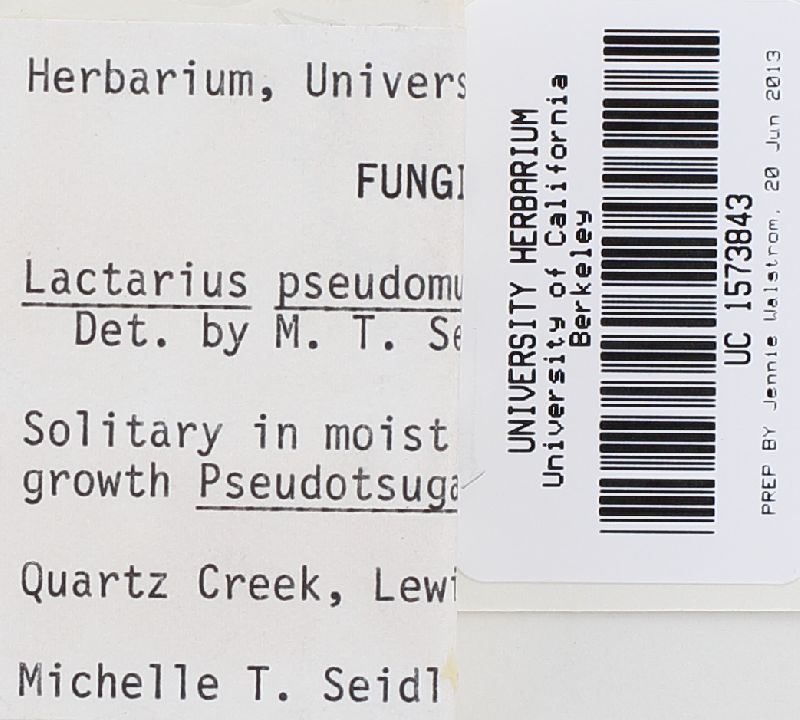 Herbarium, Univers
FUNGI
Lactarius pseudomu
Det. by M. T. Se
Solitary in moist
growth Pseudotsuga
Quartz Creek, Lewi
Michelle T. Seidl
UNIVERSITY HERBARIUM
University of California
Berkeley
UC 1573843
PREP BY Jennie Walstrom, 20 Jun 2013